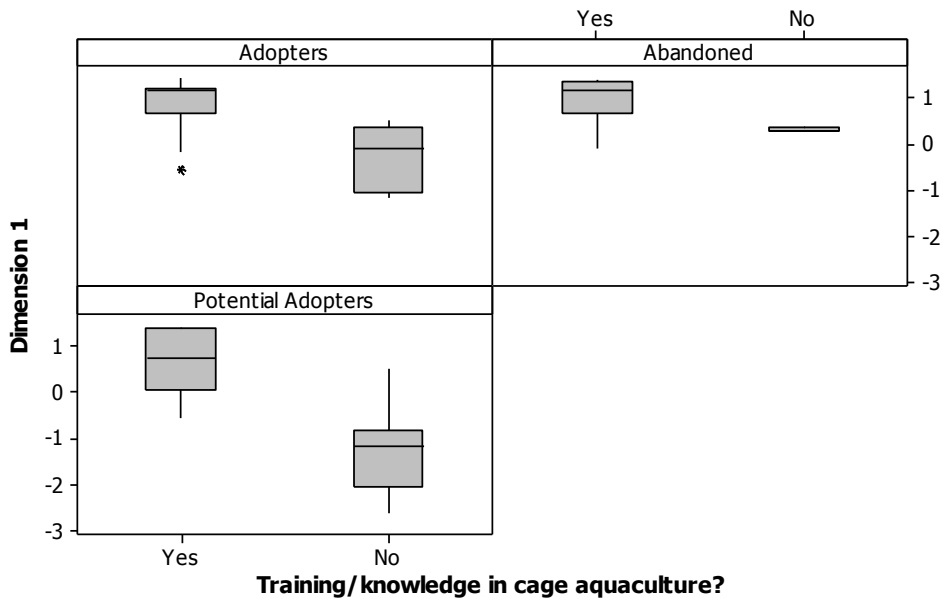 Yes No
Adopters Abandoned
1
0
-1
-2
-3
Dimension 1
Potential Adopters
1
0
-1
-2
-3
Yes No
Training/knowledge in cage aquaculture?